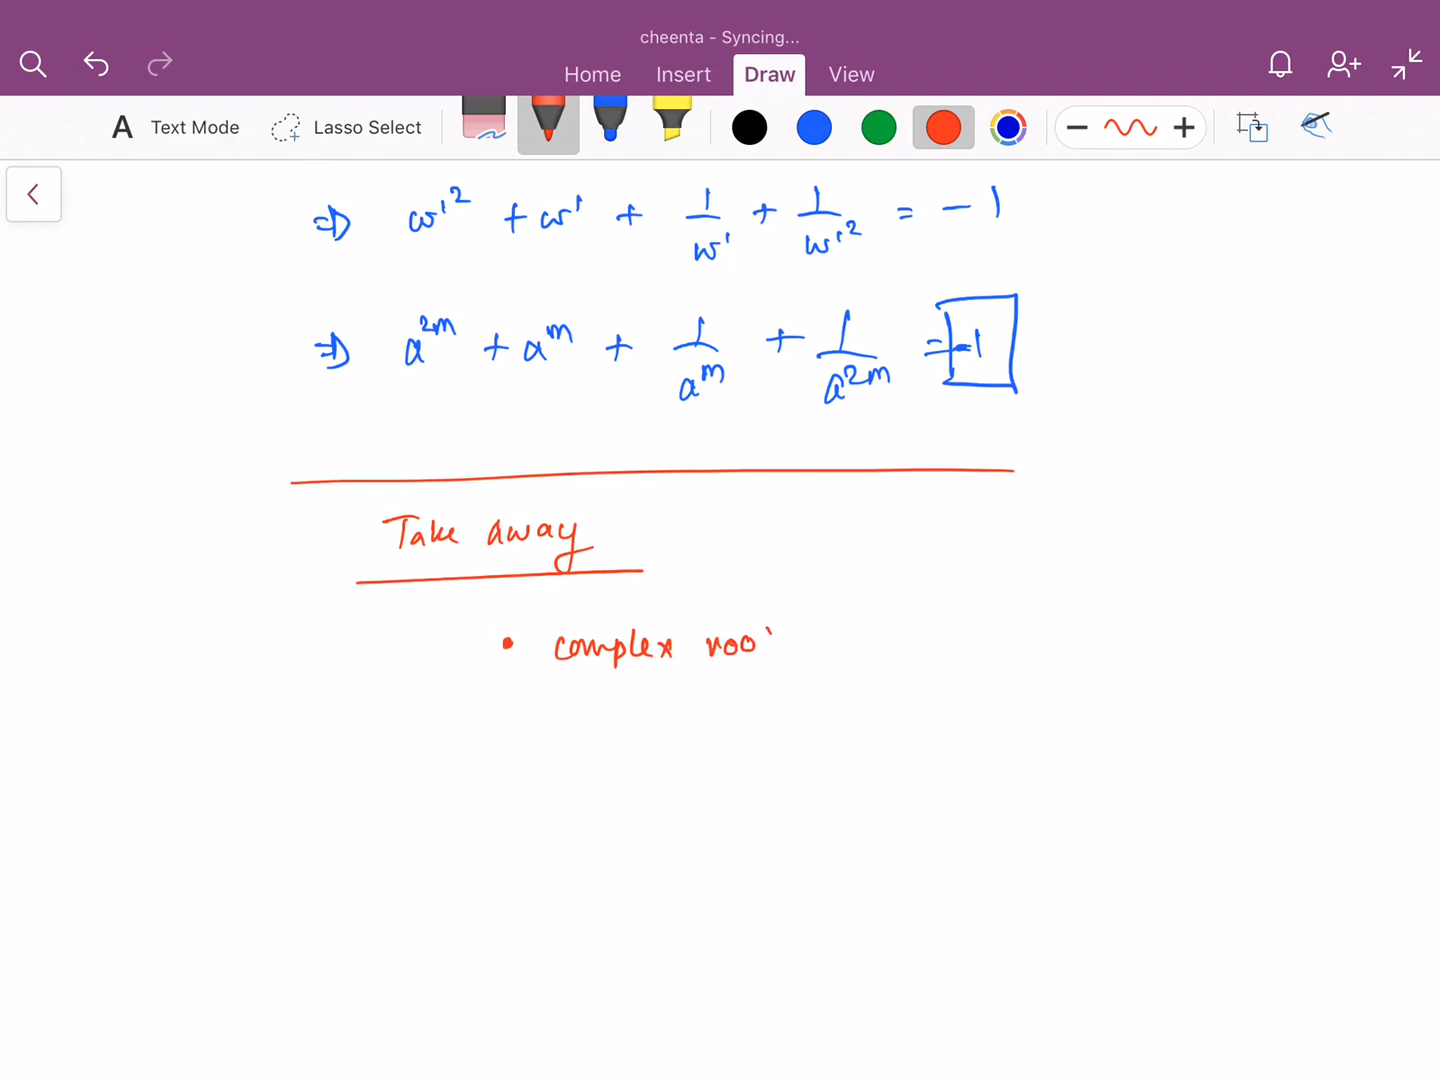 cheenta - Syncing...
Home Insert Draw View
A Text Mode Lasso Select
⇒ ω'² + ω' + 1/ω' + 1/ω'² = -1
⇒ a^{2m} + a^m + 1/a^m + 1/a^{2m} = -1
Take away
• complex roo